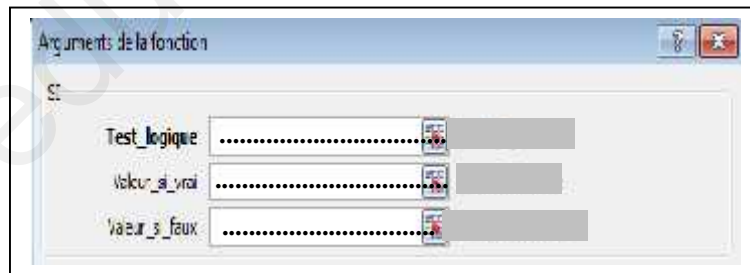 Arguments de la fonction
SI
Test_logique ................................
Valeur_si_vrai ................................
Valeur_si_faux ................................